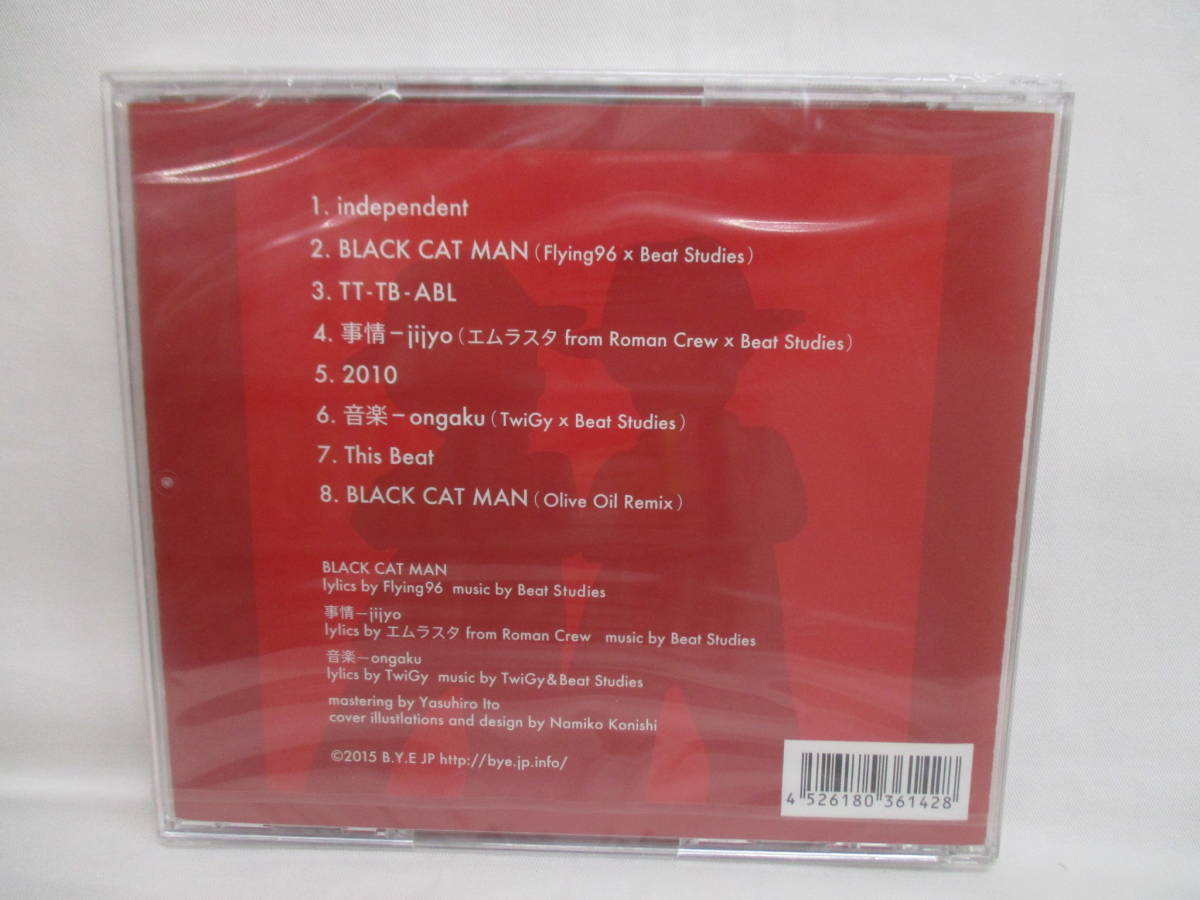 1. independent
2. BLACK CAT MAN (Flying96 x Beat Studies)
3. TT-TB-ABL
4. 事情－jijyo (エムラスタ from Roman Crew x Beat Studies)
5. 2010
6. 音楽－ongaku (TwiGy x Beat Studies)
7. This Beat
8. BLACK CAT MAN (Olive Oil Remix)
BLACK CAT MAN
lylics by Flying96 music by Beat Studies
事情－jijyo
lylics by エムラスタ from Roman Crew music by Beat Studies
音楽－ongaku
lylics by TwiGy music by TwiGy&Beat Studies
mastering by Yasuhiro Ito
cover illustlations and design by Namiko Konishi
©2015 B.Y.E JP http://bye.jp.info/
4 526180 361428